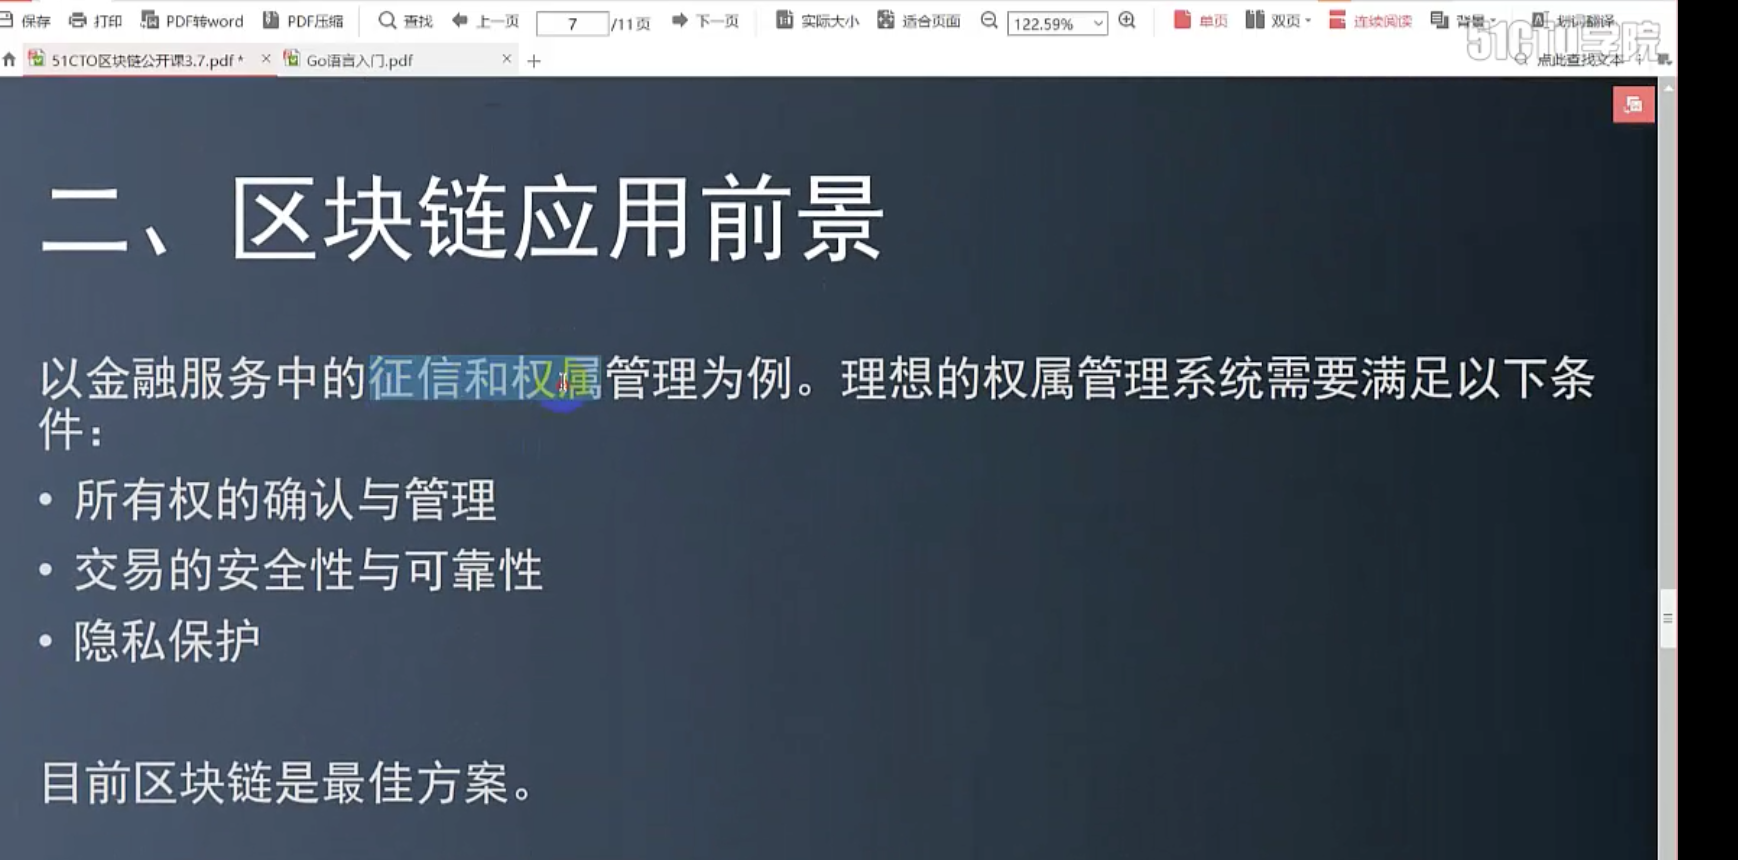 保存 打印 PDF转word PDF压缩 查找 上一页 7 /11页 下一页 实际大小 适合页面 122.59% 单页 双页 连续阅读 背景 划词翻译
51CTO学院
51CTO区块链公开课3.7.pdf * × Go语言入门.pdf × + 点此查找文本
二、区块链应用前景
以金融服务中的征信和权属管理为例。理想的权属管理系统需要满足以下条
件：
• 所有权的确认与管理
• 交易的安全性与可靠性
• 隐私保护
目前区块链是最佳方案。